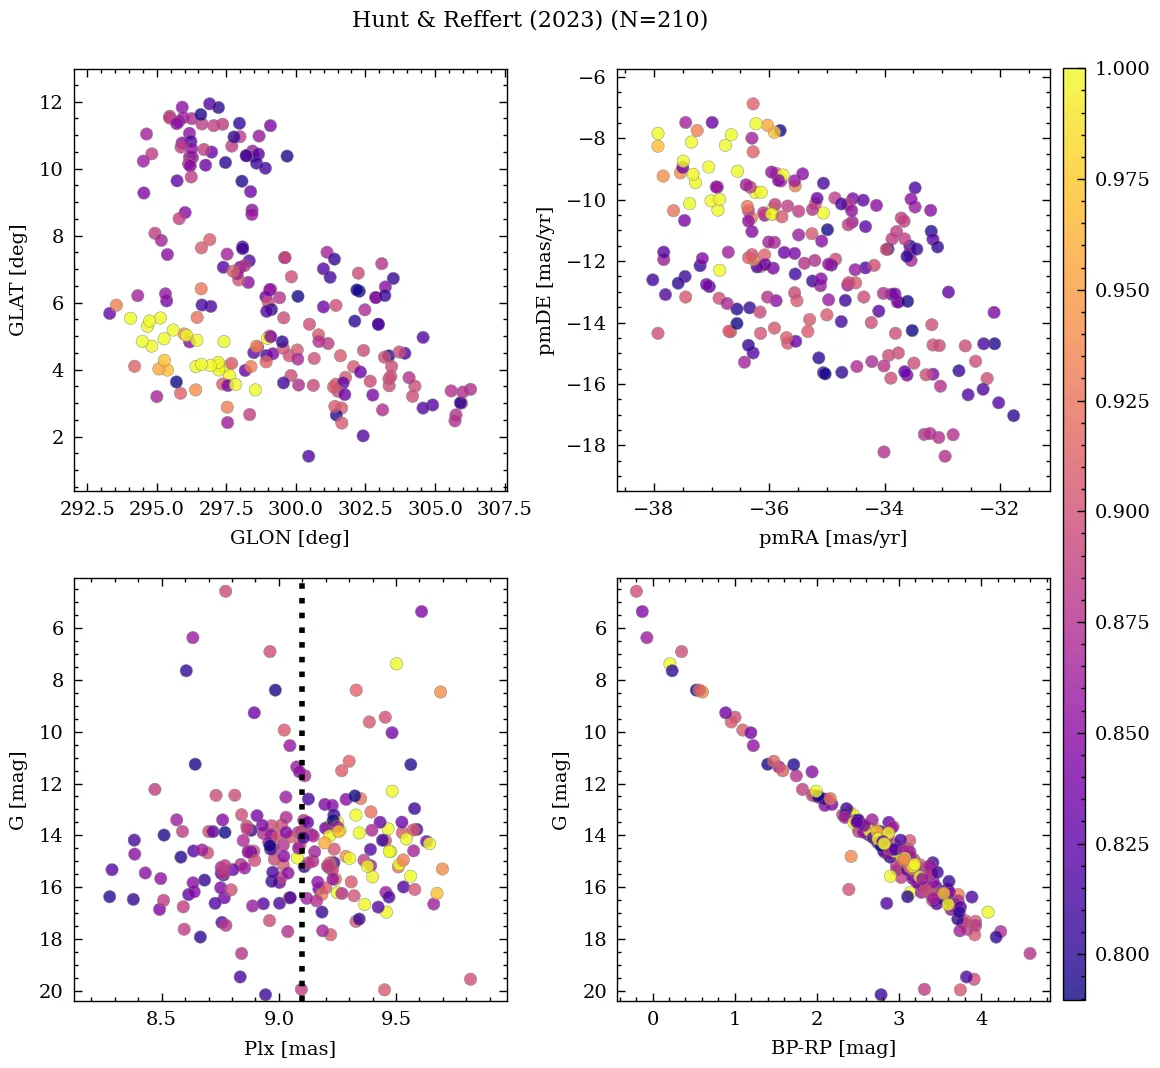 Hunt & Reffert (2023) (N=210)
12
10
8
6
4
2
GLAT [deg]
292.5 295.0 297.5 300.0 302.5 305.0 307.5
GLON [deg]
−6
−8
−10
−12
−14
−16
−18
pmDE [mas/yr]
−38 −36 −34 −32
pmRA [mas/yr]
1.000
0.975
0.950
0.925
0.900
0.875
0.850
0.825
0.800
6
8
10
12
14
16
18
20
G [mag]
8.5 9.0 9.5
Plx [mas]
6
8
10
12
14
16
18
20
G [mag]
0 1 2 3 4
BP-RP [mag]